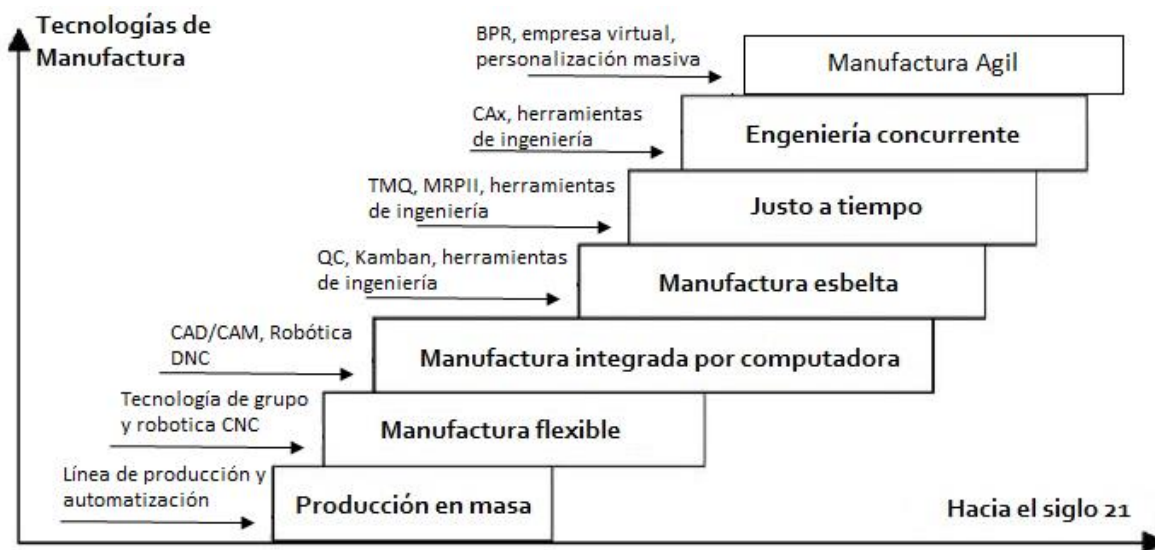 Tecnologías de
Manufactura
BPR, empresa virtual,
personalización masiva
Manufactura Agil
CAx, herramientas
de ingeniería
Engeniería concurrente
TMQ, MRPII, herramientas
de ingeniería
Justo a tiempo
QC, Kamban, herramientas
de ingeniería
Manufactura esbelta
CAD/CAM, Robótica
DNC
Manufactura integrada por computadora
Tecnología de grupo
y robotica CNC
Manufactura flexible
Línea de producción y
automatización
Producción en masa
Hacia el siglo 21